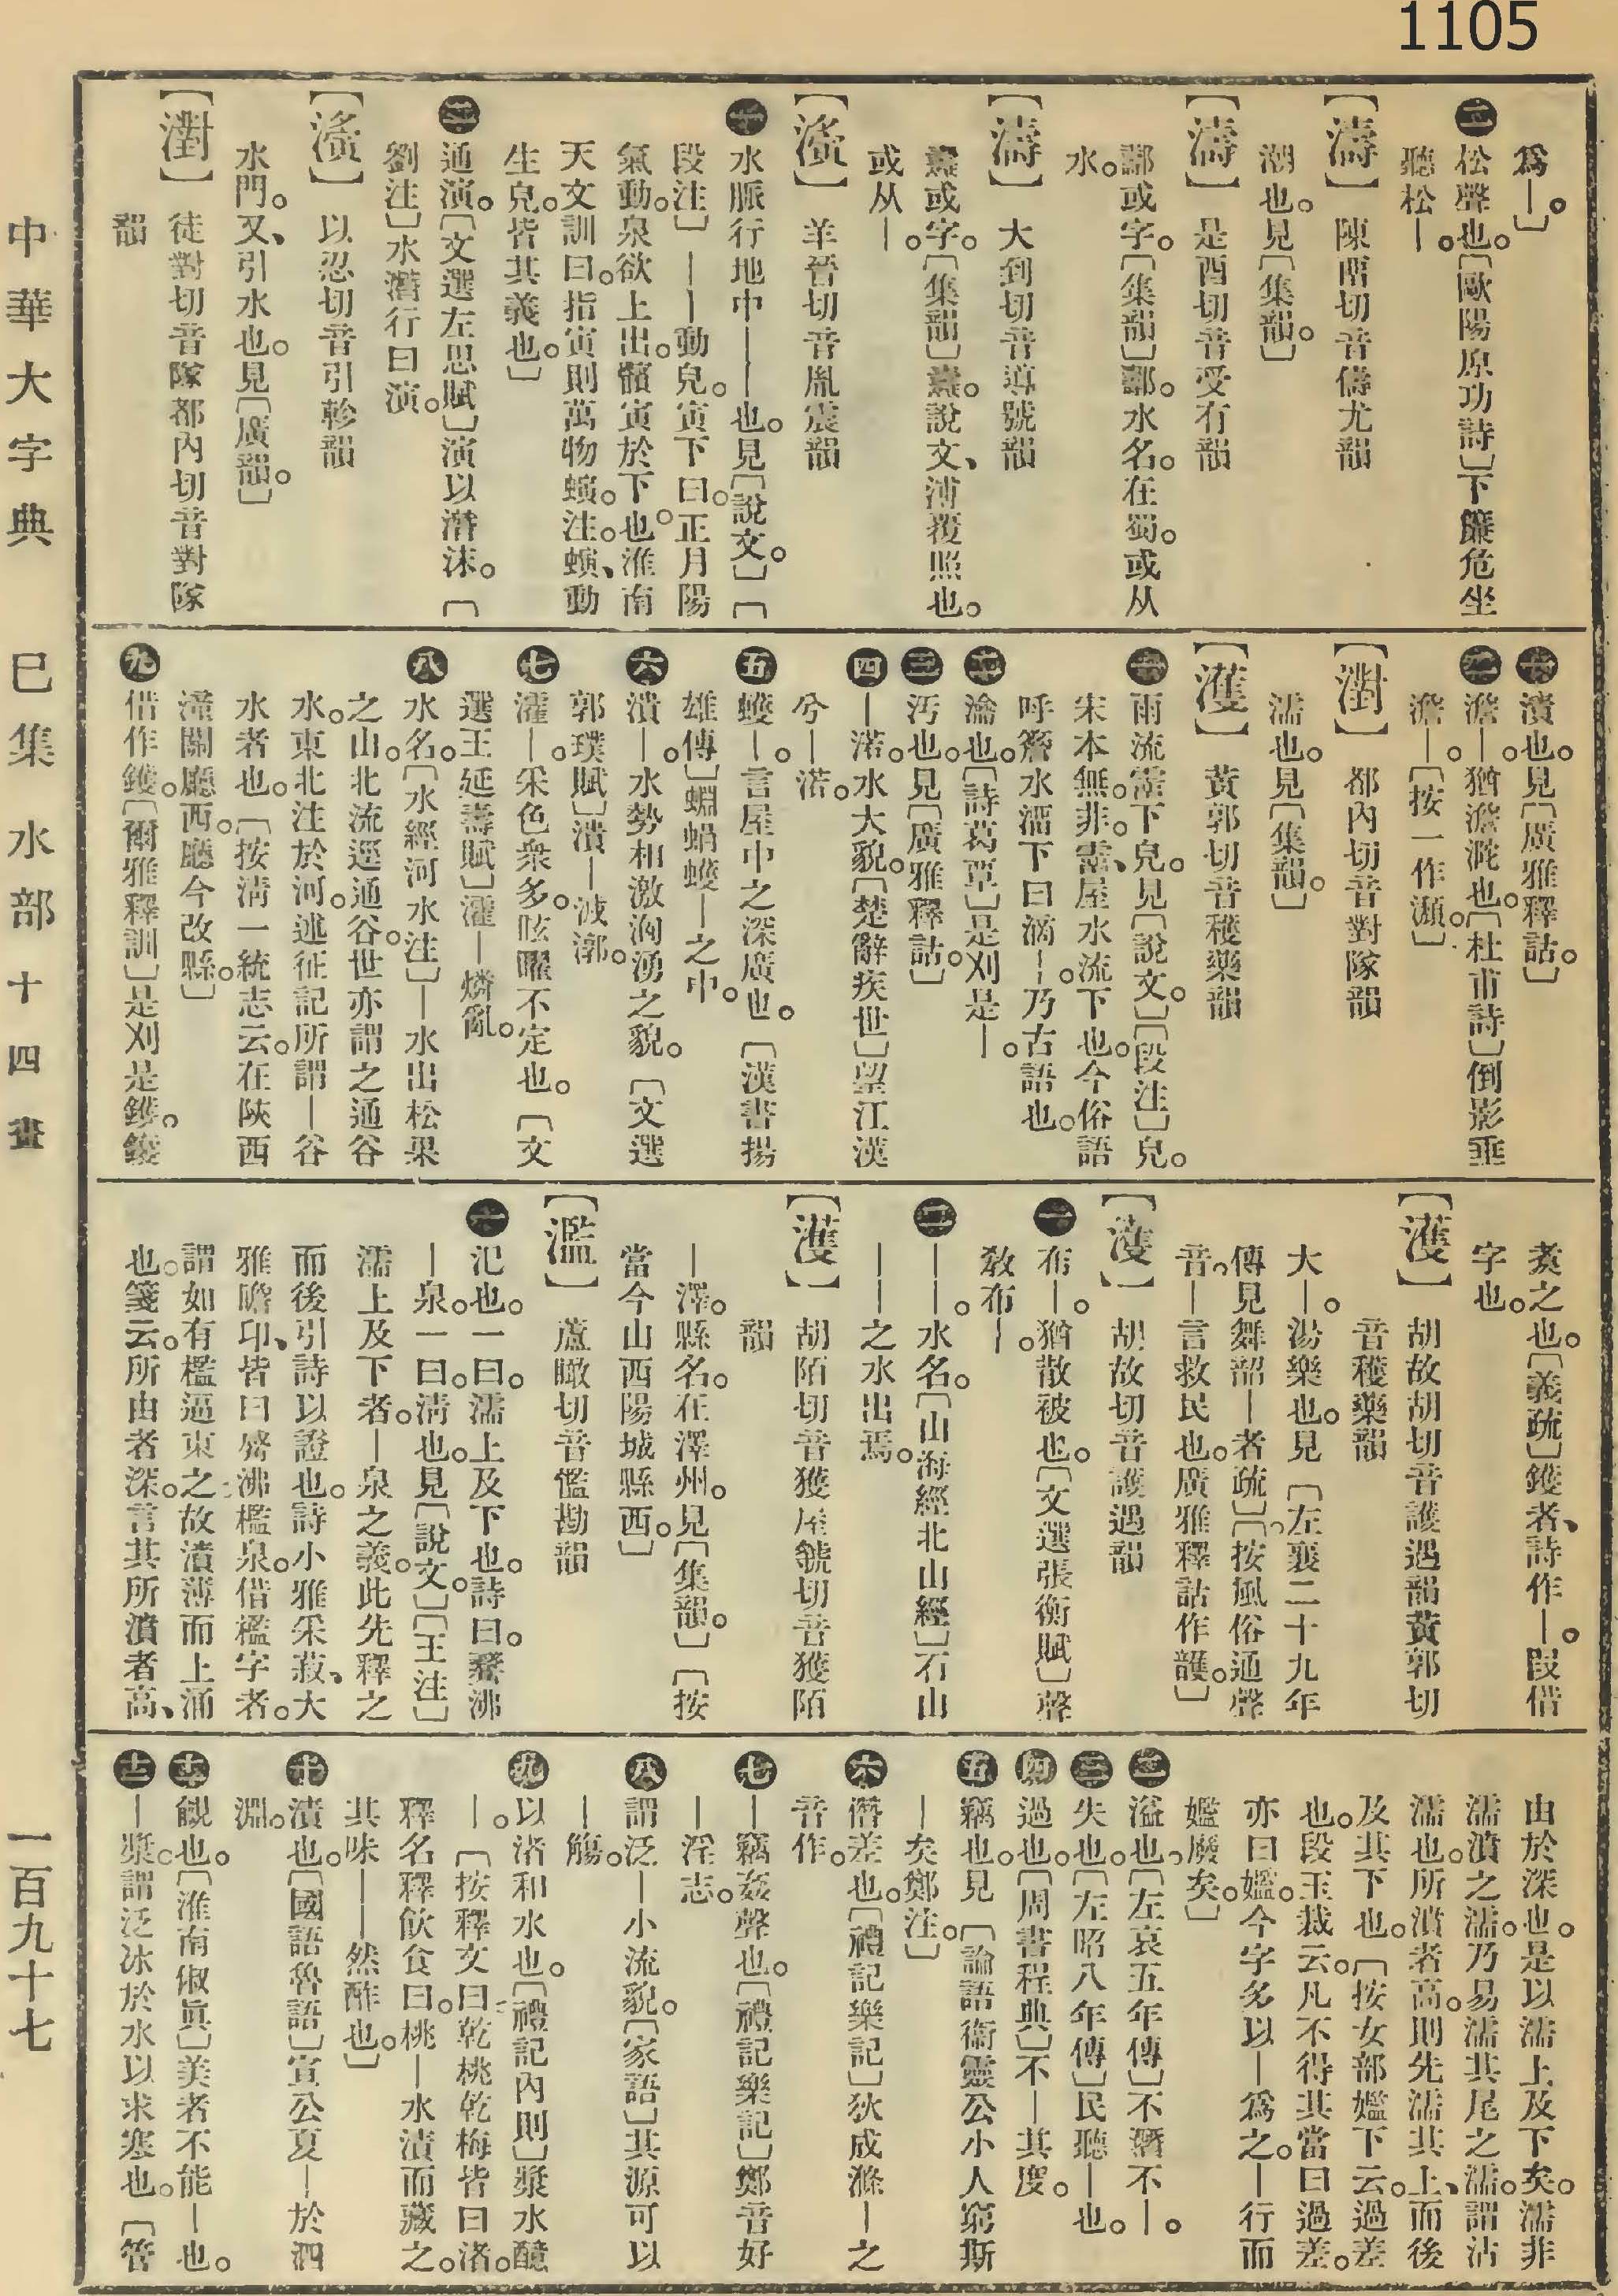 1105
爲｜。〕
㊁松聲也。〔歐陽原功詩〕下簾危坐
聽松｜。
【濤】陳畱切音儔尤韻
潮也。見〔集韻。〕
【濤】是酉切音受有韻
𨞪或字。〔集韻〕𨞪。水名。在蜀。或从
水。
【濤】大到切音導號韻
燾或字。〔集韻〕燾。說文、溥覆照也。
或从｜。
【濥】羊晉切音胤震韻
㊀水脈行地中｜｜也。見〔說文。〕〔
段注〕｜｜動皃。寅下曰。正月陽
氣動。泉欲上出。髕寅於下也。淮南
天文訓曰。指寅則萬物螾。注。螾、動
生皃。皆其義也。〕
㊁通演。〔文選左思賦〕演以潛沫。〔
劉注〕水潛行曰演。
【濥】以忍切音引軫韻
水門。又、引水也。見〔廣韻。〕
【濧】徒對切音隊都內切音對隊
韻
㊀濆也。見〔廣雅釋詁。〕
㊁澹｜。猶澹沲也。〔杜甫詩〕倒影垂
澹｜。〔按一作瀩。〕
【濧】都內切音對隊韻
濡也。見〔集韻。〕
【濩】黃郭切音穫藥韻
㊀雨流霤下皃。見〔說文。〕〔段注〕皃。
宋本無。非。霤、屋水流下也。今俗語
呼簷水溜下曰滴｜。乃古語也。
㊁瀹也。〔詩葛覃〕是刈是｜。
㊂汚也。見〔廣雅釋詁。〕
㊃｜渃。水大貌。〔楚辭疾世〕望江漢
兮｜渃。
㊄蠖｜。言屋中之深廣也。〔漢書揚
雄傳〕蜵蜎蠖｜之中。
㊅潰｜。水勢相激洶湧之貌。〔文選
郭璞賦〕潰｜泧漷。
㊆濯｜。采色衆多。眩曜不定也。〔文
選王延壽賦〕濯｜燐亂。
㊇水名。〔水經河水注〕｜水出松果
之山。北流逕通谷。世亦謂之通谷
水。東北注於河。述征記所謂｜谷
水者也。〔按淸一統志云。在陝西
潼關廳西。廳今改縣。〕
㊈借作鑊。〔爾雅釋訓〕是刈是鑊。鑊
煑之也。〔義疏〕鑊者、詩作｜。叚借
字也。
【濩】胡故胡切音護遇韻黃郭切
音穫藥韻
大｜。湯樂也。見〔左襄二十九年
傳見舞韶｜者疏。〕〔按風俗通聲
音。｜言救民也。廣雅釋詁作頀。〕
【濩】胡故切音護遇韻
㊀布｜。猶散被也。〔文選張衡賦〕聲
敎布｜。
㊁｜｜。水名。〔山海經北山經〕石山
｜｜之水出焉。
【濩】胡陌切音獲屋虢切音擭陌
韻
｜澤。縣名。在澤州。見〔集韻。〕〔按
當今山西陽城縣西。〕
【濫】盧瞰切音爁勘韻
㊀氾也。一曰。濡上及下也。詩曰。觱沸
｜泉。一曰。淸也。見〔說文。〕〔王注〕
濡上及下者。｜泉之義。此先釋之
而後引詩以證也。詩小雅采菽、大
雅瞻卬、皆曰觱沸檻泉。借檻字者。
謂如有檻逼束之。故濆薄而上涌
也。箋云。所由者深。言其所濆者高、
由於深也。是以濡上及下矣。濡非
濡濆之濡。乃易濡其尾之濡。謂沾
濡也。所濆者高。則先濡其上、而後
及其下也。〔按女部㜮下云。過差
也。段玉裁云。凡不得其當曰過差。
亦曰㜮。今字多以｜爲之。｜行而
㜮廢矣。〕
㊁溢也。〔左哀五年傳〕不僭不｜。
㊂失也。〔左昭八年傳〕民聽｜也。
㊃過也。〔周書程典〕不｜其度。
㊄竊也。見〔論語衞靈公小人窮斯
｜矣鄭注。〕
㊅僭差也。〔禮記樂記〕狄成滌｜之
音作。
㊆｜竊姦聲也。〔禮記樂記〕鄭音好
｜淫志。
㊇謂泛｜小流貌。〔家語〕其源可以
｜觴。
㊈以渚和水也。〔禮記內則〕漿水醷
｜。〔按釋文曰乾桃乾梅皆曰渚。
釋名釋飮食曰。桃｜水漬而藏之。
其味｜｜然酢也。〕
㊉漬也。〔國語魯語〕宣公夏｜於泗
淵。
⑪覦也。〔淮南俶眞〕美者不能｜也。
⑫｜漿。謂泛冰於水以求寒也。〔管
中華大字典 巳集 水部 十四畫 一百九十七